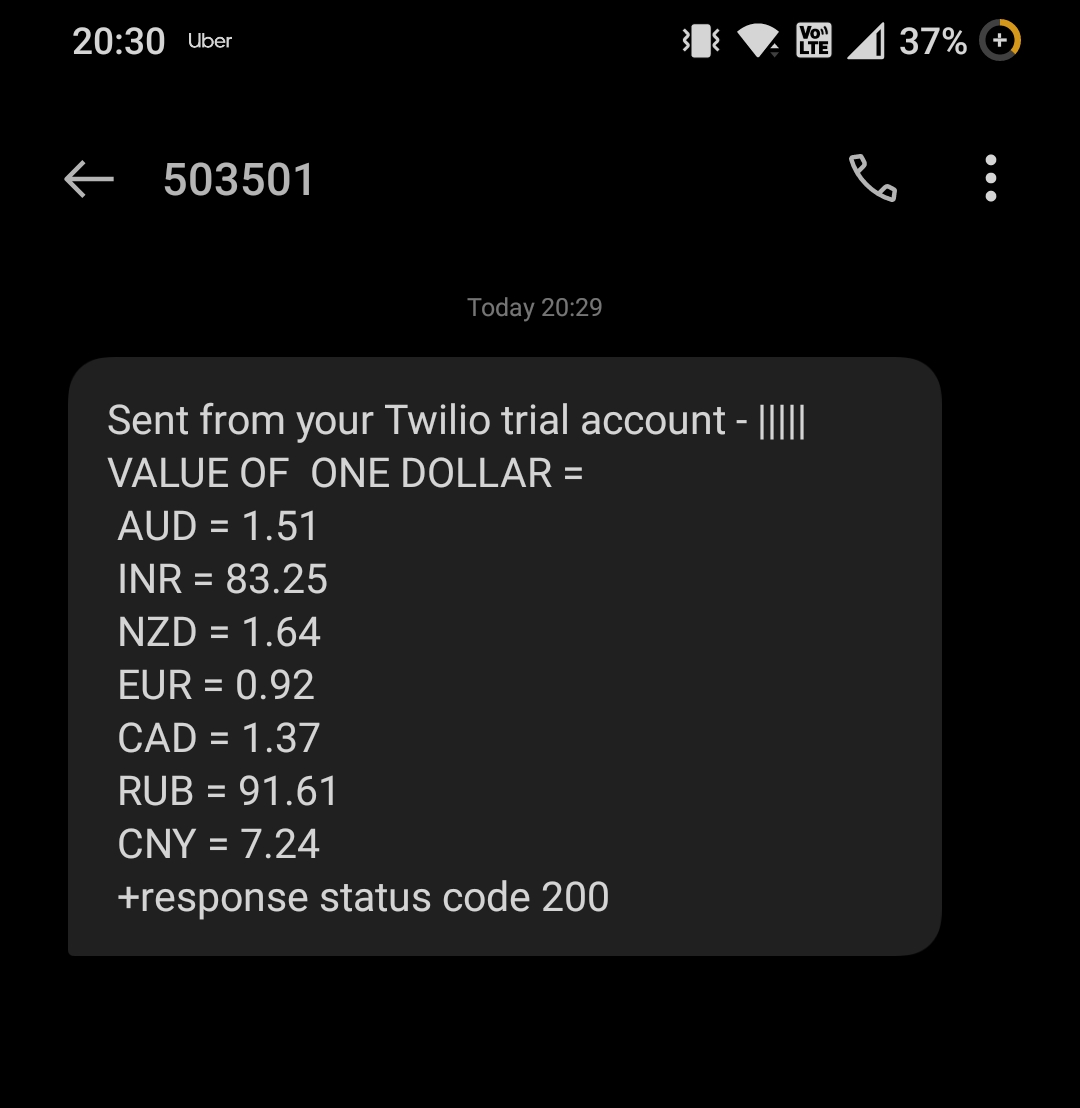 20:30 Uber Vo)) LTE 37%
503501
Today 20:29
Sent from your Twilio trial account - |||||
VALUE OF  ONE DOLLAR =
AUD = 1.51
INR = 83.25
NZD = 1.64
EUR = 0.92
CAD = 1.37
RUB = 91.61
CNY = 7.24
+response status code 200